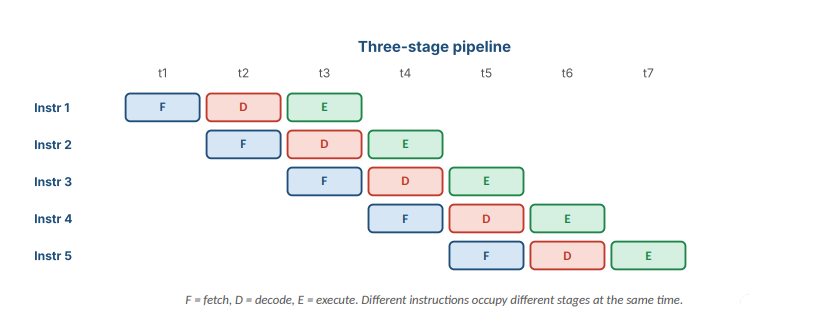 Three-stage pipeline
t1 t2 t3 t4 t5 t6 t7
Instr 1 F D E
Instr 2 F D E
Instr 3 F D E
Instr 4 F D E
Instr 5 F D E
F = fetch, D = decode, E = execute. Different instructions occupy different stages at the same time.